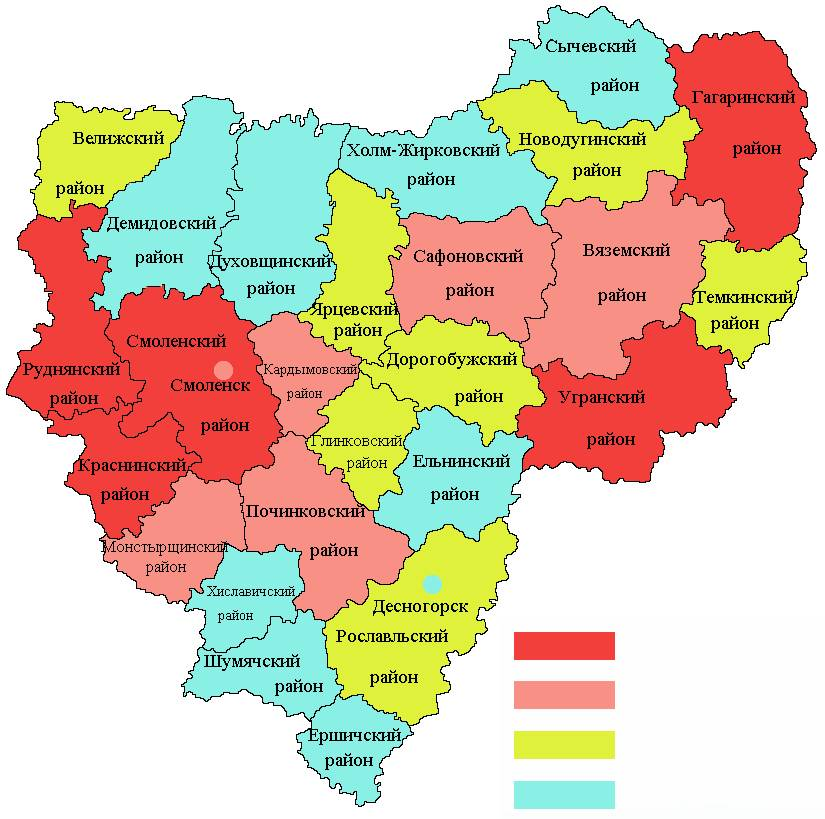 Сычевский
район
Гагаринский
район
Велижский
район
Новодугинский
район
Холм-Жирковский
район
Демидовский
район
Духовщинский
район
Сафоновский
район
Вяземский
район
Ярцевский
район
Темкинский
район
Смоленский
Смоленск
район
Руднянский
район
Кардымовский
район
Дорогобужский
район
Угранский
район
Глинковский
район
Ельнинский
район
Краснинский
район
Починковский
район
Монстырщинский
район
Хиславичский
район
Десногорск
Рославльский
район
Шумячский
район
Ершичский
район